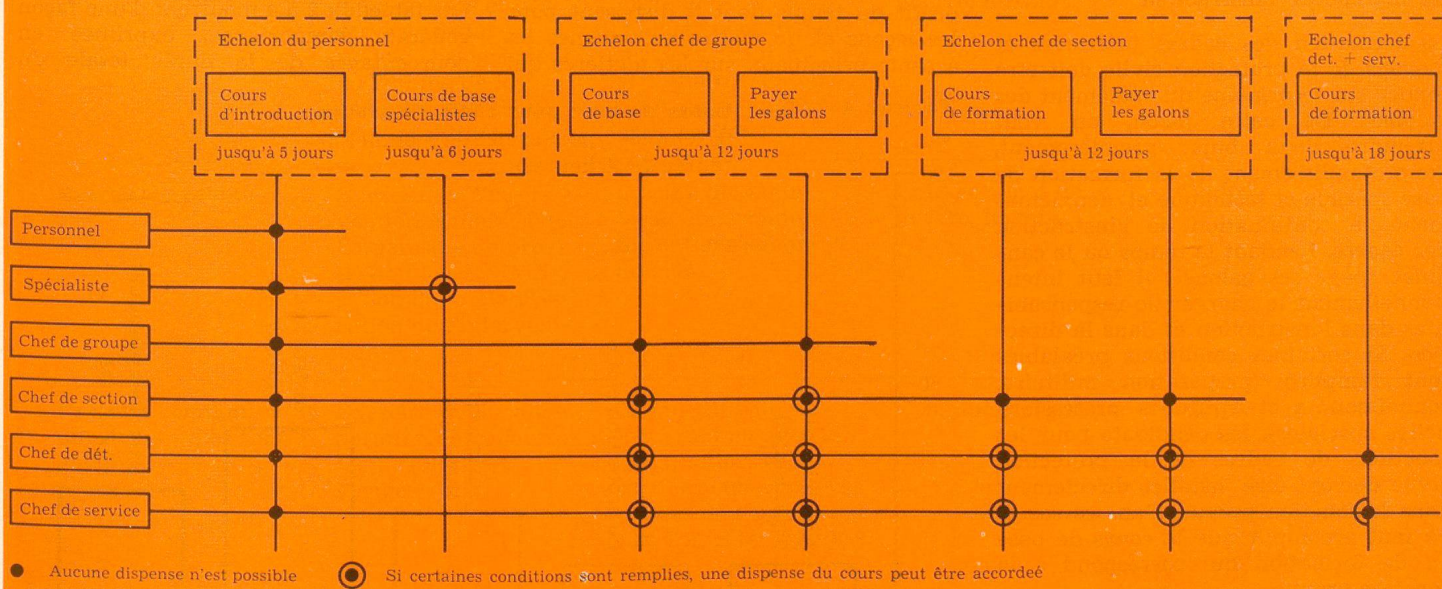 Echelon du personnel
Cours
d'introduction
Cours de base
spécialistes
jusqu'à 5 jours
jusqu'à 6 jours
Echelon chef de groupe
Cours
de base
Payer
les galons
jusqu'à 12 jours
Echelon chef de section
Cours
de formation
Payer
les galons
jusqu'à 12 jours
Echelon chef
det. + serv.
Cours
de formation
jusqu'à 18 jours
Personnel
Spécialiste
Chef de groupe
Chef de section
Chef de dét.
Chef de service
Aucune dispense n'est possible
Si certaines conditions sont remplies, une dispense du cours peut être accordeé